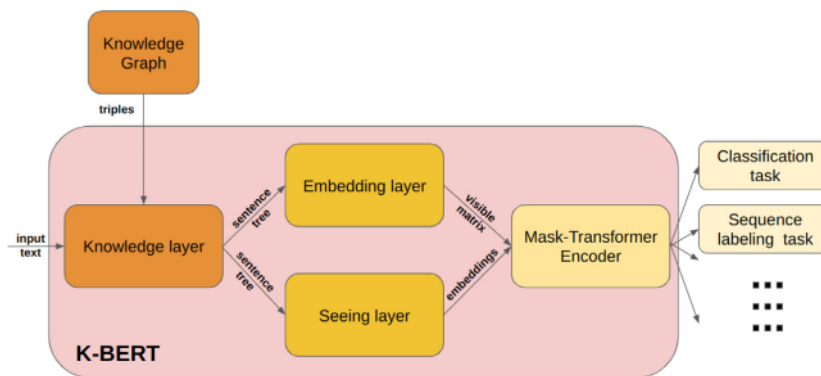 Knowledge
Graph
triples
Classification
task
Embedding layer
sentence
tree
visible
matrix
input
text
Knowledge layer
Mask-Transformer
Encoder
Sequence
labeling task
sentence
tree
embeddings
Seeing layer
K-BERT